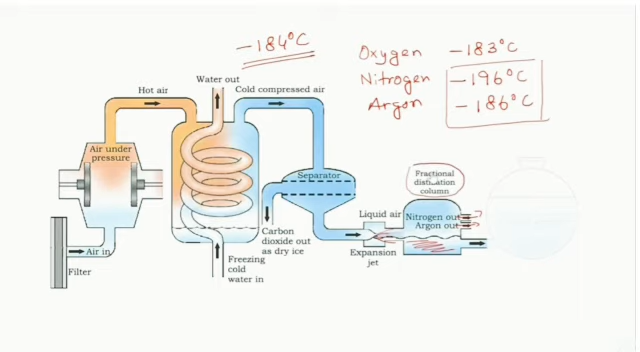 -184°C
Oxygen -183°C
Nitrogen -196°C
Argon -186°C
Water out
Hot air
Cold compressed air
Air under
pressure
Separator
Fractional
distillation
column
Liquid air
Nitrogen out
Argon out
Air in
Filter
Carbon
dioxide out
as dry ice
Freezing
cold
water in
Expansion
jet